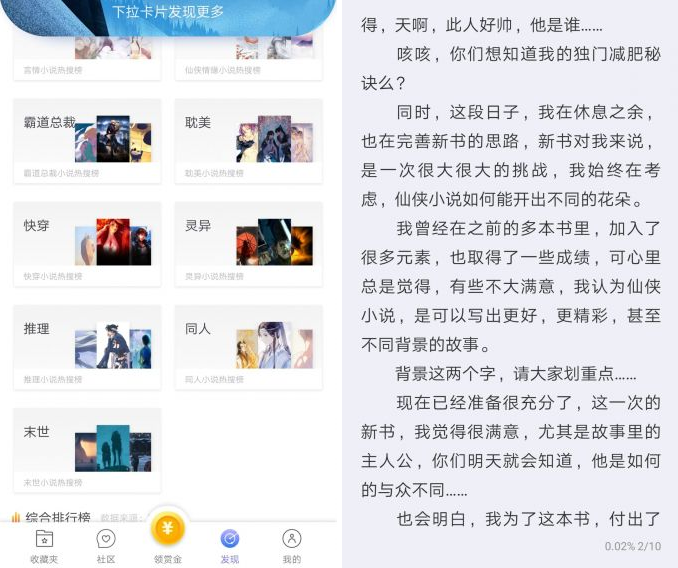 下拉卡片发现更多
言情小说热搜榜
仙侠情缘小说热搜榜
霸道总裁
耽美
霸道总裁小说热搜榜
耽美小说热搜榜
快穿
灵异
快穿小说热搜榜
灵异小说热搜榜
推理
同人
推理小说热搜榜
同人小说热搜榜
末世
末世小说热搜榜
综合排行榜 数据来源:
收藏夹
社区
领赏金
发现
我的
得，天啊，此人好帅，他是谁……
咳咳，你们想知道我的独门减肥秘
诀么？
同时，这段日子，我在休息之余，
也在完善新书的思路，新书对我来说，
是一次很大很大的挑战，我始终在考
虑，仙侠小说如何能开出不同的花朵。
我曾经在之前的多本书里，加入了
很多元素，也取得了一些成绩，可心里
总是觉得，有些不大满意，我认为仙侠
小说，是可以写出更好，更精彩，甚至
不同背景的故事。
背景这两个字，请大家划重点……
现在已经准备很充分了，这一次的
新书，我觉得很满意，尤其是故事里的
主人公，你们明天就会知道，他是如何
的与众不同……
也会明白，我为了这本书，付出了
0.02% 2/10